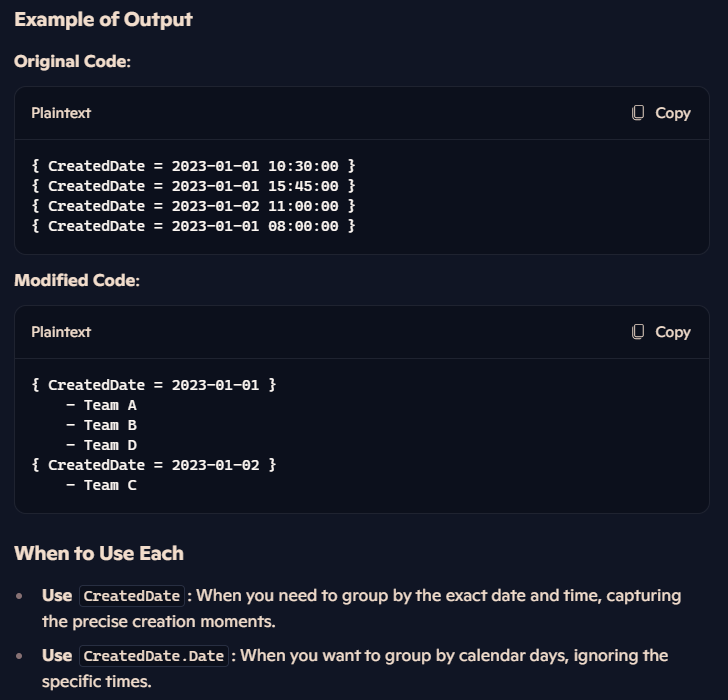 Example of Output
Original Code:
Plaintext
Copy
{ CreatedDate = 2023-01-01 10:30:00 }
{ CreatedDate = 2023-01-01 15:45:00 }
{ CreatedDate = 2023-01-02 11:00:00 }
{ CreatedDate = 2023-01-01 08:00:00 }
Modified Code:
Plaintext
Copy
{ CreatedDate = 2023-01-01 }
    - Team A
    - Team B
    - Team D
{ CreatedDate = 2023-01-02 }
    - Team C
When to Use Each
• Use CreatedDate: When you need to group by the exact date and time, capturing
the precise creation moments.
• Use CreatedDate.Date: When you want to group by calendar days, ignoring the
specific times.